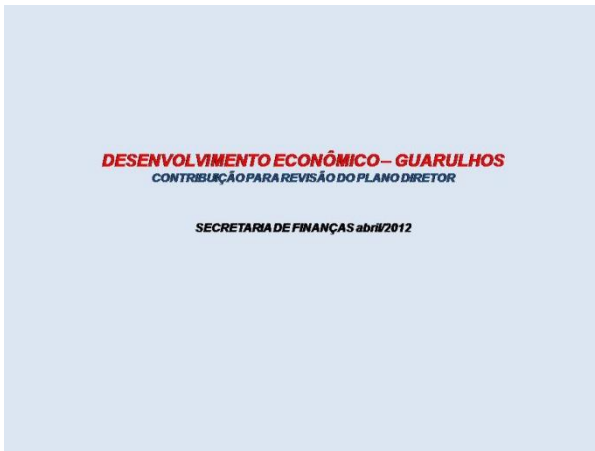 DESENVOLVIMENTO ECONÔMICO – GUARULHOS
CONTRIBUIÇÃO PARA REVISÃO DO PLANO DIRETOR
SECRETARIA DE FINANÇAS abril/2012